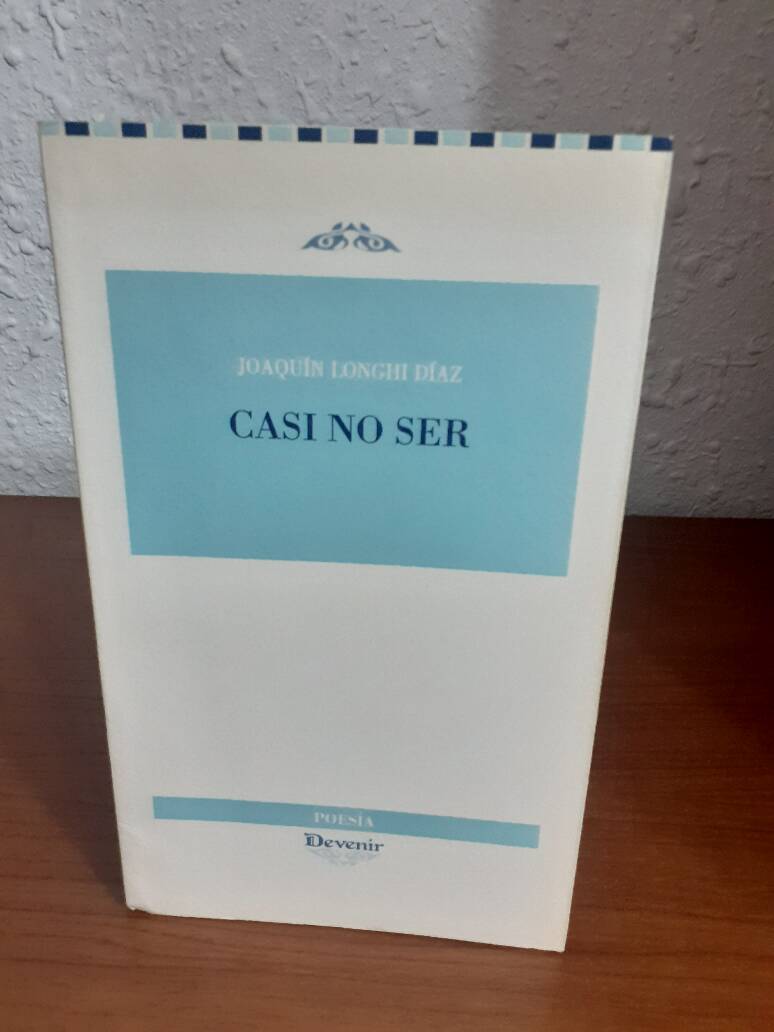 JOAQUÍN LONGHI DÍAZ
CASI NO SER
POESÍA
Devenir